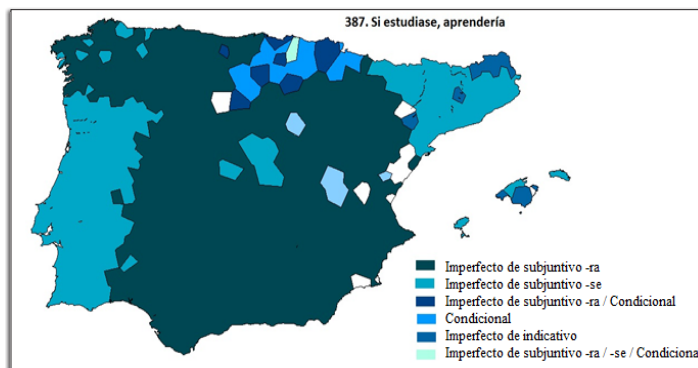 387. Si estudiase, aprendería
Imperfecto de subjuntivo -ra
Imperfecto de subjuntivo -se
Imperfecto de subjuntivo -ra / Condicional
Condicional
Imperfecto de indicativo
Imperfecto de subjuntivo -ra / -se / Condiciona